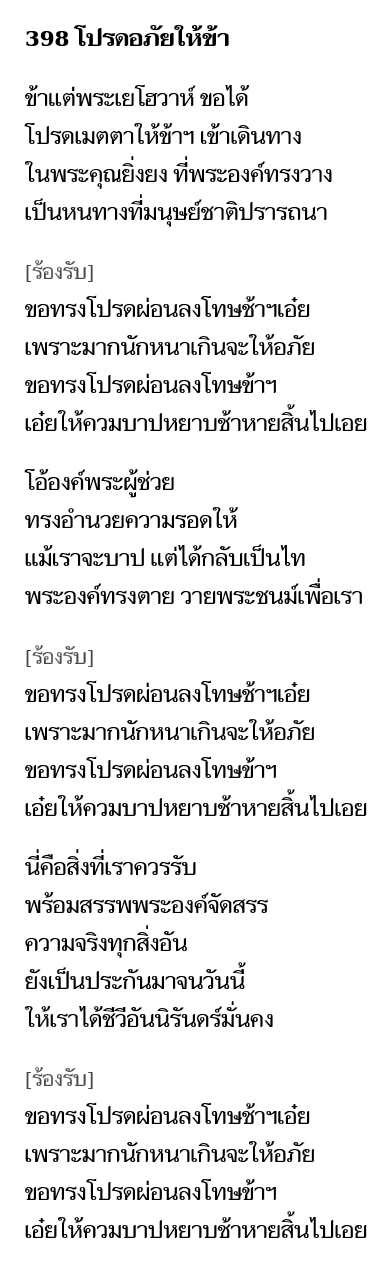 398 โปรดอภัยให้ข้า
ข้าแต่พระเยโฮวาห์ ขอได้
โปรดเมตตาให้ข้าฯ เข้าเดินทาง
ในพระคุณยิ่งยง ที่พระองค์ทรงวาง
เป็นหนทางที่มนุษย์ชาติปรารถนา
[ร้องรับ]
ขอทรงโปรดผ่อนลงโทษช้าฯเอ๋ย
เพราะมากนักหนาเกินจะให้อภัย
ขอทรงโปรดผ่อนลงโทษข้าฯ
เอ๋ยให้ควมบาปหยาบช้าหายสิ้นไปเอย
โอ้องค์พระผู้ช่วย
ทรงอำนวยความรอดให้
แม้เราจะบาป แต่ได้กลับเป็นไท
พระองค์ทรงตาย วายพระชนม์เพื่อเรา
[ร้องรับ]
ขอทรงโปรดผ่อนลงโทษช้าฯเอ๋ย
เพราะมากนักหนาเกินจะให้อภัย
ขอทรงโปรดผ่อนลงโทษข้าฯ
เอ๋ยให้ควมบาปหยาบช้าหายสิ้นไปเอย
นี่คือสิ่งที่เราควรรับ
พร้อมสรรพพระองค์จัดสรร
ความจริงทุกสิ่งอัน
ยังเป็นประกันมาจนวันนี้
ให้เราได้ชีวีอันนิรันดร์มั่นคง
[ร้องรับ]
ขอทรงโปรดผ่อนลงโทษช้าฯเอ๋ย
เพราะมากนักหนาเกินจะให้อภัย
ขอทรงโปรดผ่อนลงโทษข้าฯ
เอ๋ยให้ควมบาปหยาบช้าหายสิ้นไปเอย